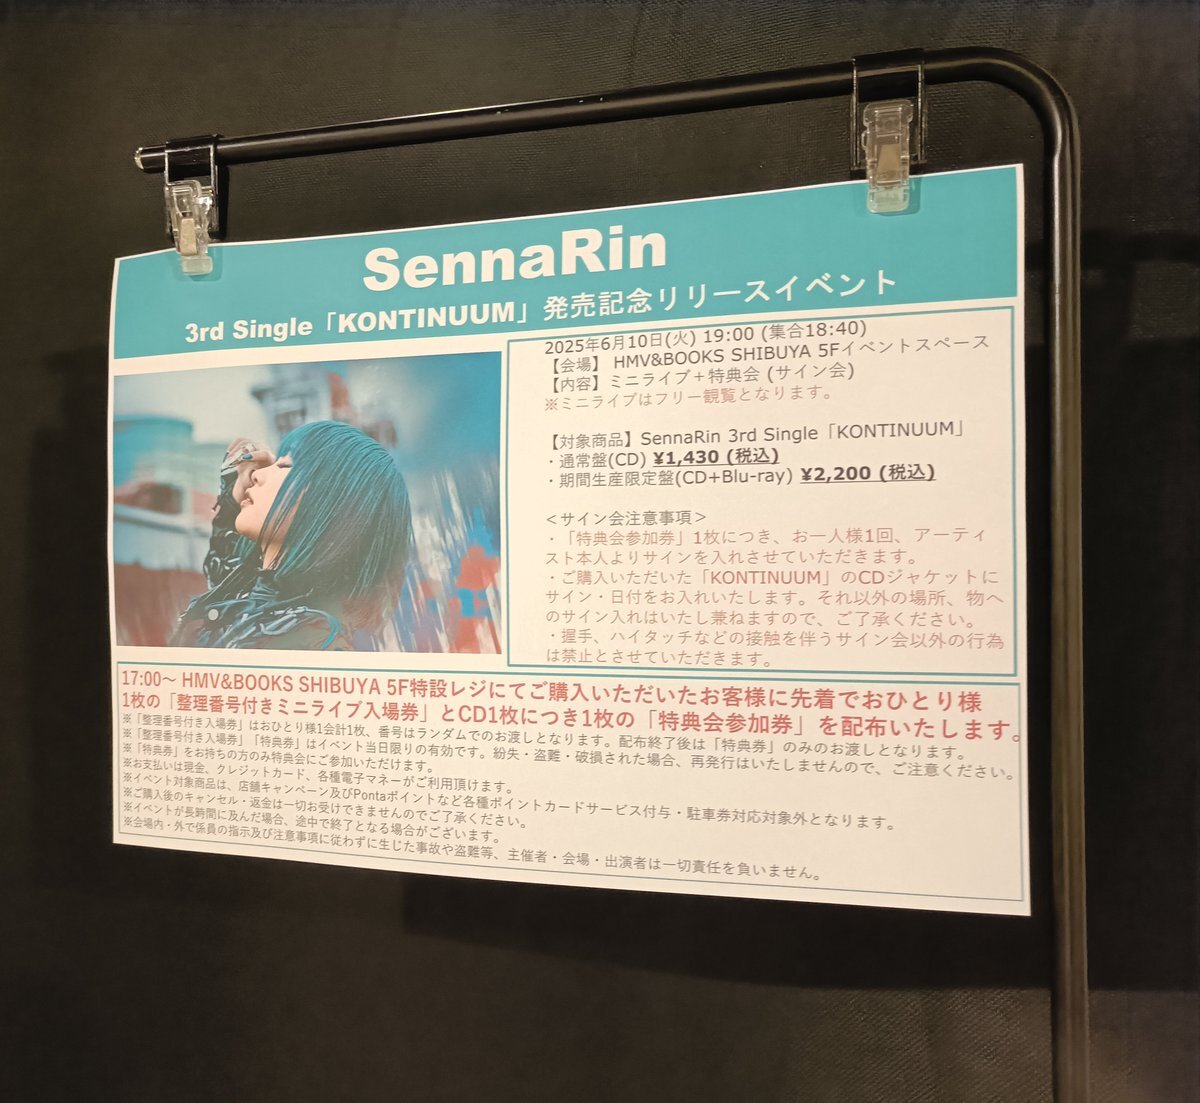 SennaRin
3rd Single「KONTINUUM」発売記念リリースイベント
2025年6月10日(火) 19:00 (集合18:40)
【会場】 HMV&BOOKS SHIBUYA 5Fイベントスペース
【内容】ミニライブ+特典会 (サイン会)
※ミニライブはフリー観覧となります。
【対象商品】SennaRin 3rd Single「KONTINUUM」
・通常盤(CD) ¥1,430 (税込)
・期間生産限定盤(CD+Blu-ray) ¥2,200 (税込)
＜サイン会注意事項＞
・「特典会参加券」1枚につき、お一人様1回、アーティ
スト本人よりサインを入れさせていただきます。
・ご購入いただいた「KONTINUUM」のCDジャケットに
サイン・日付をお入れいたします。それ以外の場所、物へ
のサイン入れはいたし兼ねますので、ご了承ください。
・握手、ハイタッチなどの接触を伴うサイン会以外の行為
は禁止とさせていただきます。
17:00～ HMV&BOOKS SHIBUYA 5F特設レジにてご購入いただいたお客様に先着でおひとり様
1枚の「整理番号付きミニライブ入場券」とCD1枚につき1枚の「特典会参加券」を配布いたします。
※「整理番号付き入場券」はおひとり様1会計1枚、番号はランダムでのお渡しとなります。配布終了後は「特典券」のみのお渡しとなります。
※「整理番号付き入場券」「特典券」はイベント当日限りの有効です。紛失・盗難・破損された場合、再発行はいたしませんので、ご注意ください。
※「特典券」をお持ちの方のみ特典会にご参加いただけます。
※お支払いは現金、クレジットカード、各種電子マネーがご利用頂けます。
※イベント対象商品は、店舗キャンペーン及びPontaポイントなど各種ポイントカードサービス付与・駐車券対応対象外となります。
※ご購入後のキャンセル・返金は一切お受けできませんのでご了承ください。
※イベントが長時間に及んだ場合、途中で終了となる場合がございます。
※会場内・外で係員の指示及び注意事項に従わずに生じた事故や盗難等、主催者・会場・出演者は一切責任を負いません。